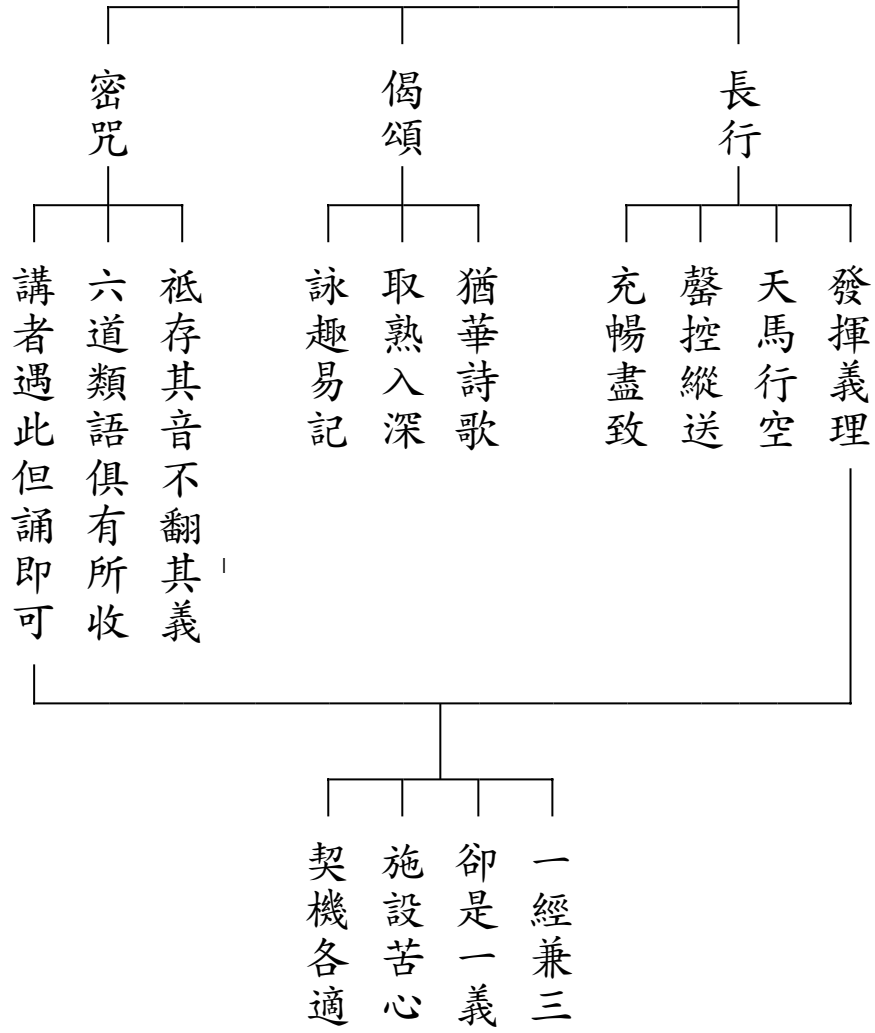 長行
發揮義理
天馬行空
罄控縱送
充暢盡致
偈頌
猶華詩歌
取熟入深
詠趣易記
密咒
祗存其音不翻其義
六道類語俱有所收
講者遇此但誦即可
一經兼三
卻是一義
施設苦心
契機各適